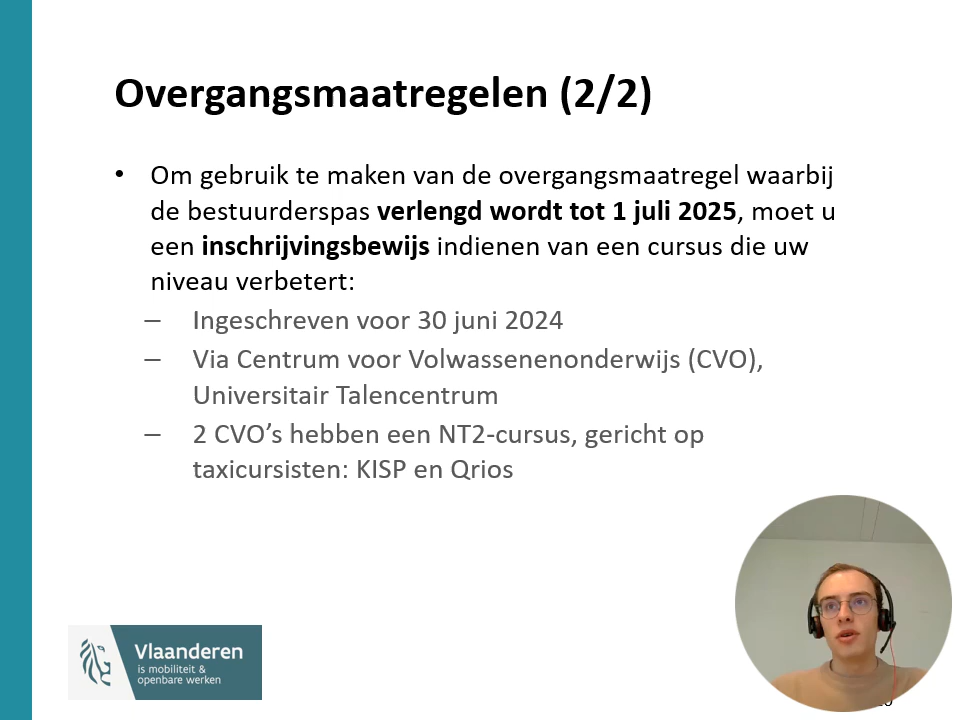 Overgangsmaatregelen (2/2)
• Om gebruik te maken van de overgangsmaatregel waarbij
de bestuurderspas verlengd wordt tot 1 juli 2025, moet u
een inschrijvingsbewijs indienen van een cursus die uw
niveau verbetert:
– Ingeschreven voor 30 juni 2024
– Via Centrum voor Volwassenenonderwijs (CVO),
Universitair Talencentrum
– 2 CVO’s hebben een NT2-cursus, gericht op
taxicursisten: KISP en Qrios
Vlaanderen
is mobiliteit &
openbare werken